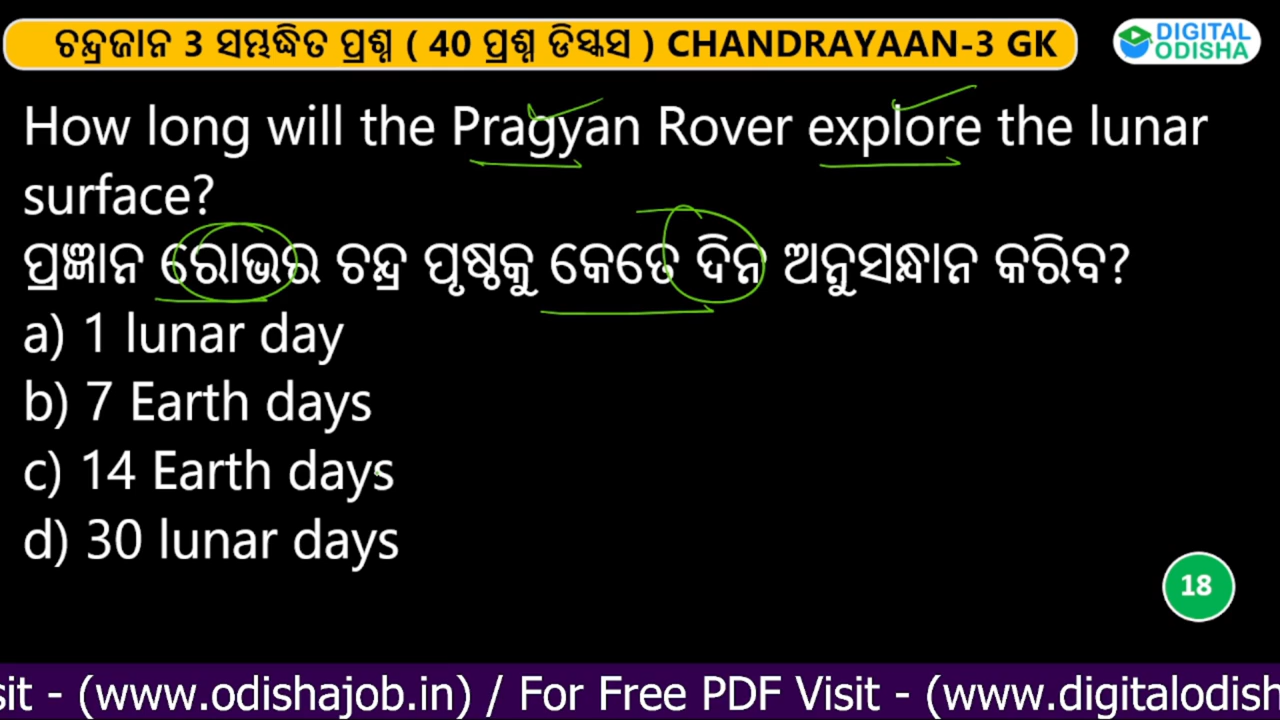 ଚନ୍ଦ୍ରଜାନ 3 ସମ୍ଭଦ୍ଧିତ ପ୍ରଶ୍ନ ( 40 ପ୍ରଶ୍ନ ଡିସ୍କସ ) CHANDRAYAAN-3 GK
DIGITAL
ODISHA
How long will the Pragyan Rover explore the lunar
surface?
ପ୍ରଜ୍ଞାନ ରୋଭର ଚନ୍ଦ୍ର ପୃଷ୍ଠକୁ କେତେ ଦିନ ଅନୁସନ୍ଧାନ କରିବ?
a) 1 lunar day
b) 7 Earth days
c) 14 Earth days
d) 30 lunar days
18
sit - (www.odishajob.in) / For Free PDF Visit - (www.digitalodish